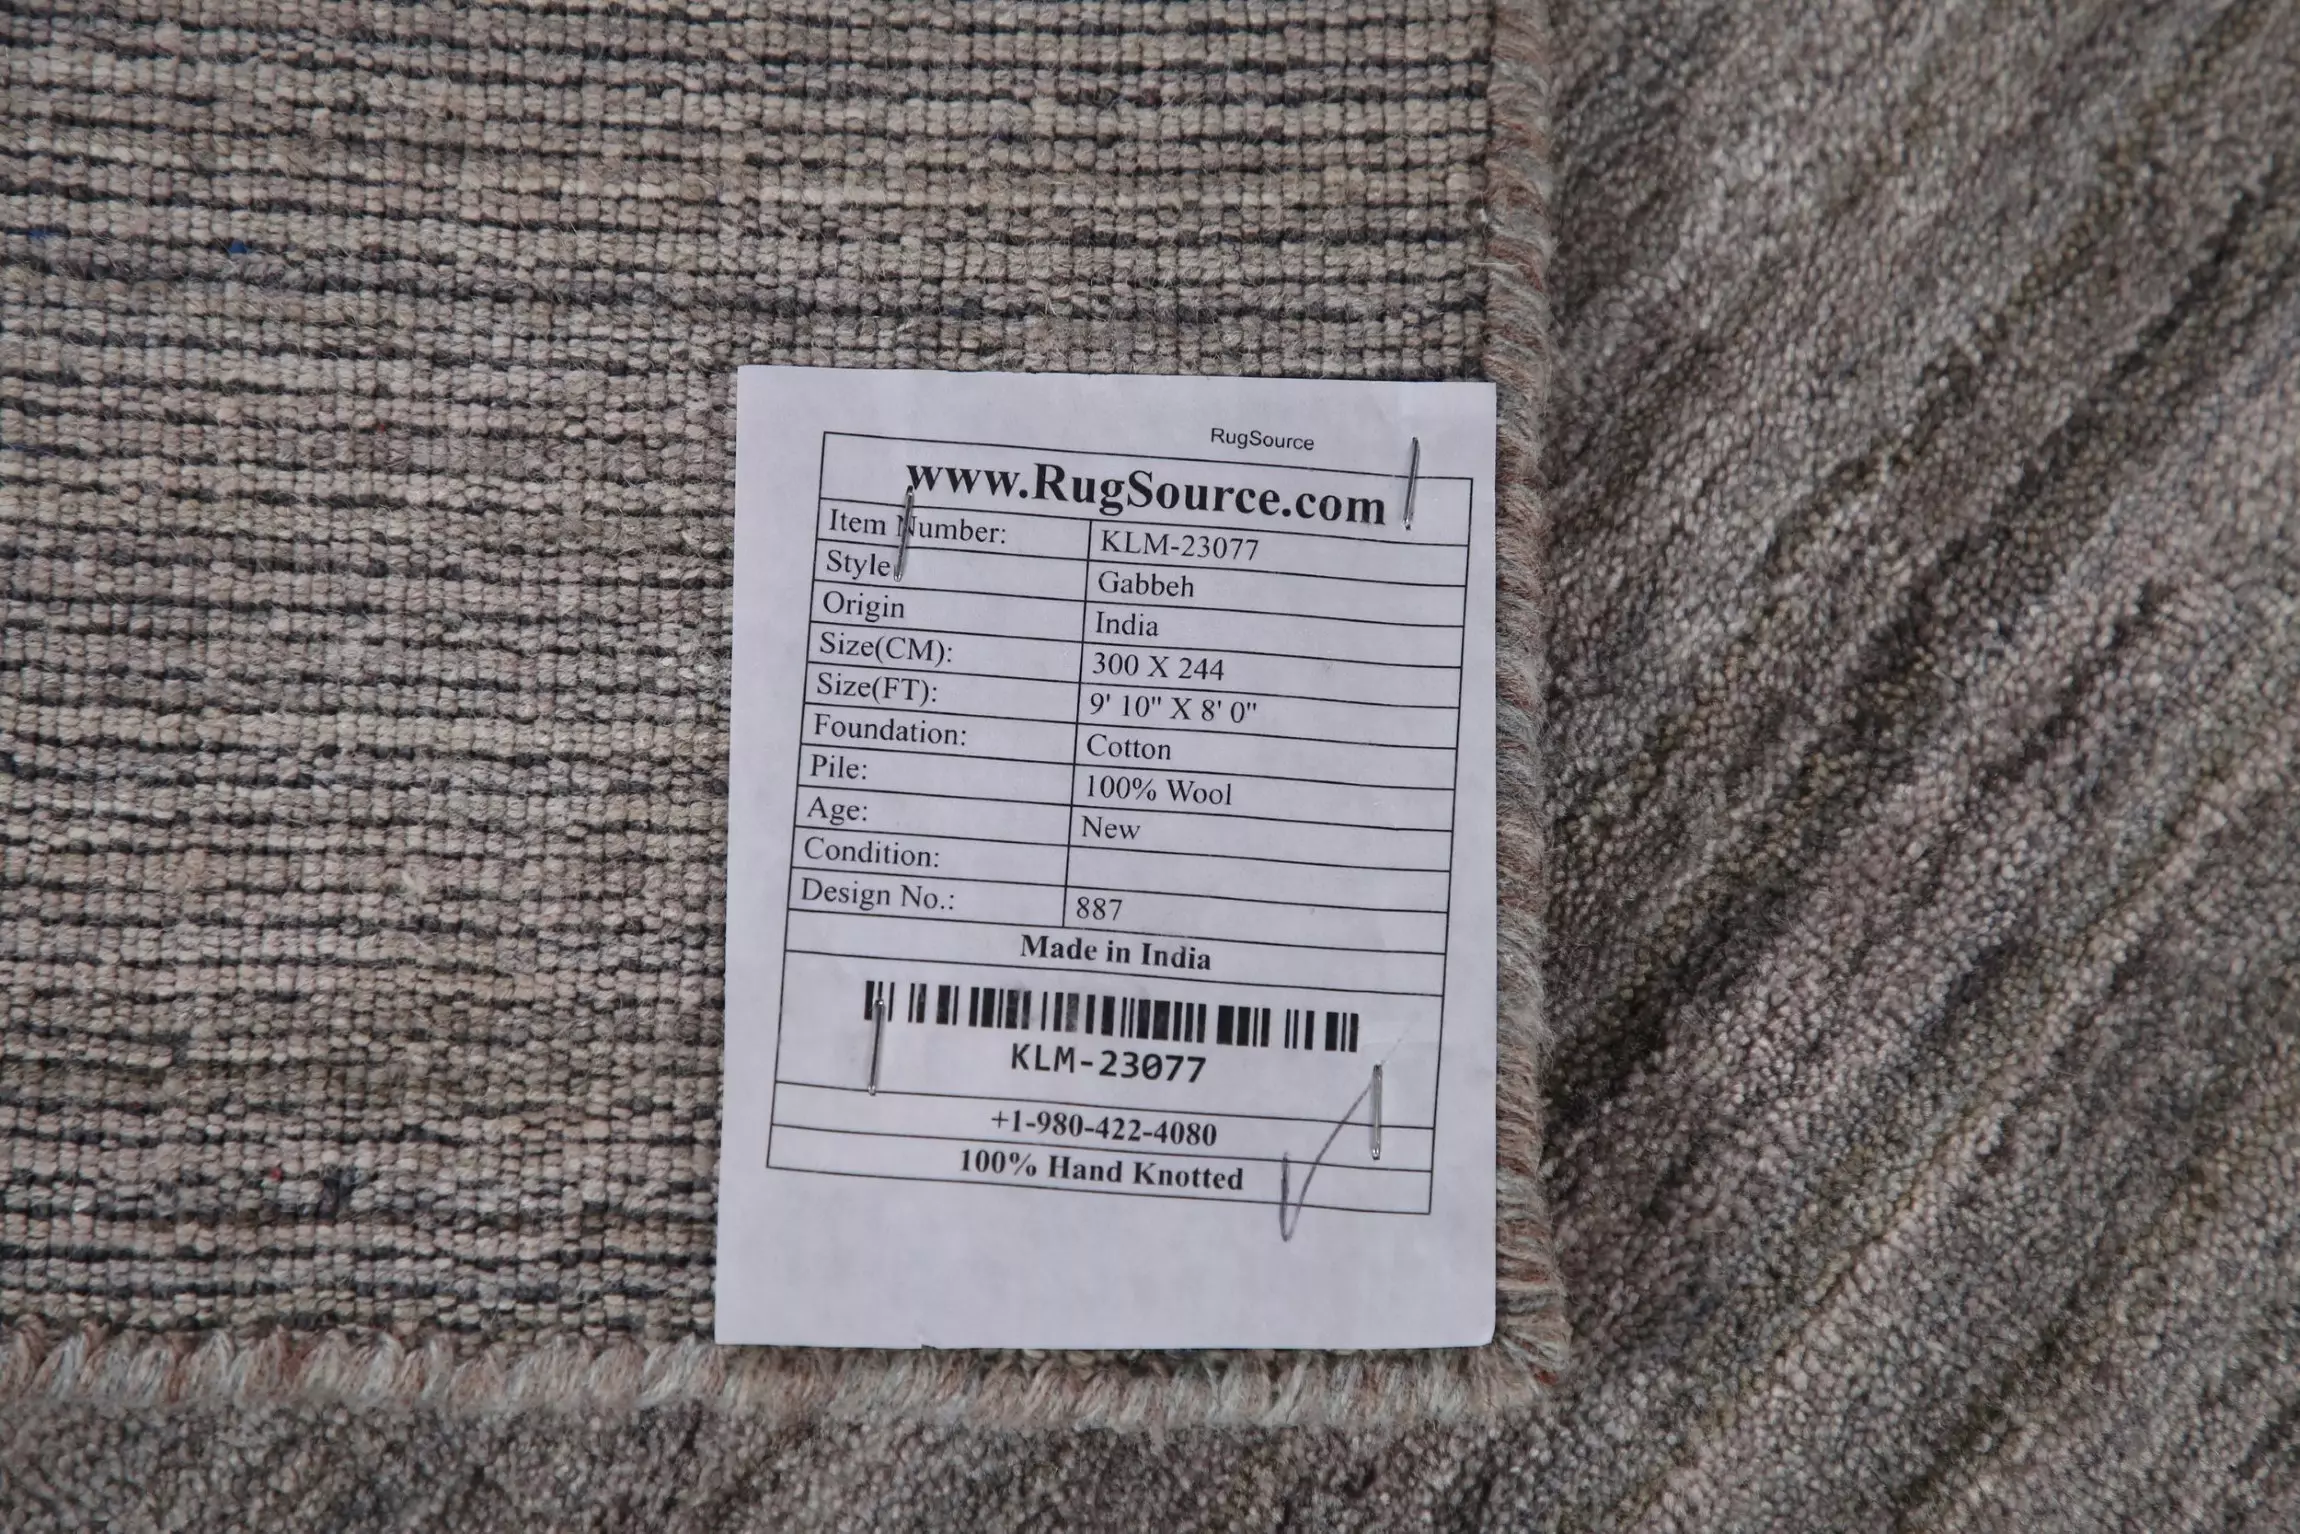 RugSource
www.RugSource.com
Item Number: KLM-23077
Style: Gabbeh
Origin India
Size(CM): 300 X 244
Size(FT): 9' 10" X 8' 0"
Foundation: Cotton
Pile: 100% Wool
Age: New
Condition:
Design No.: 887
Made in India
KLM-23077
+1-980-422-4080
100% Hand Knotted